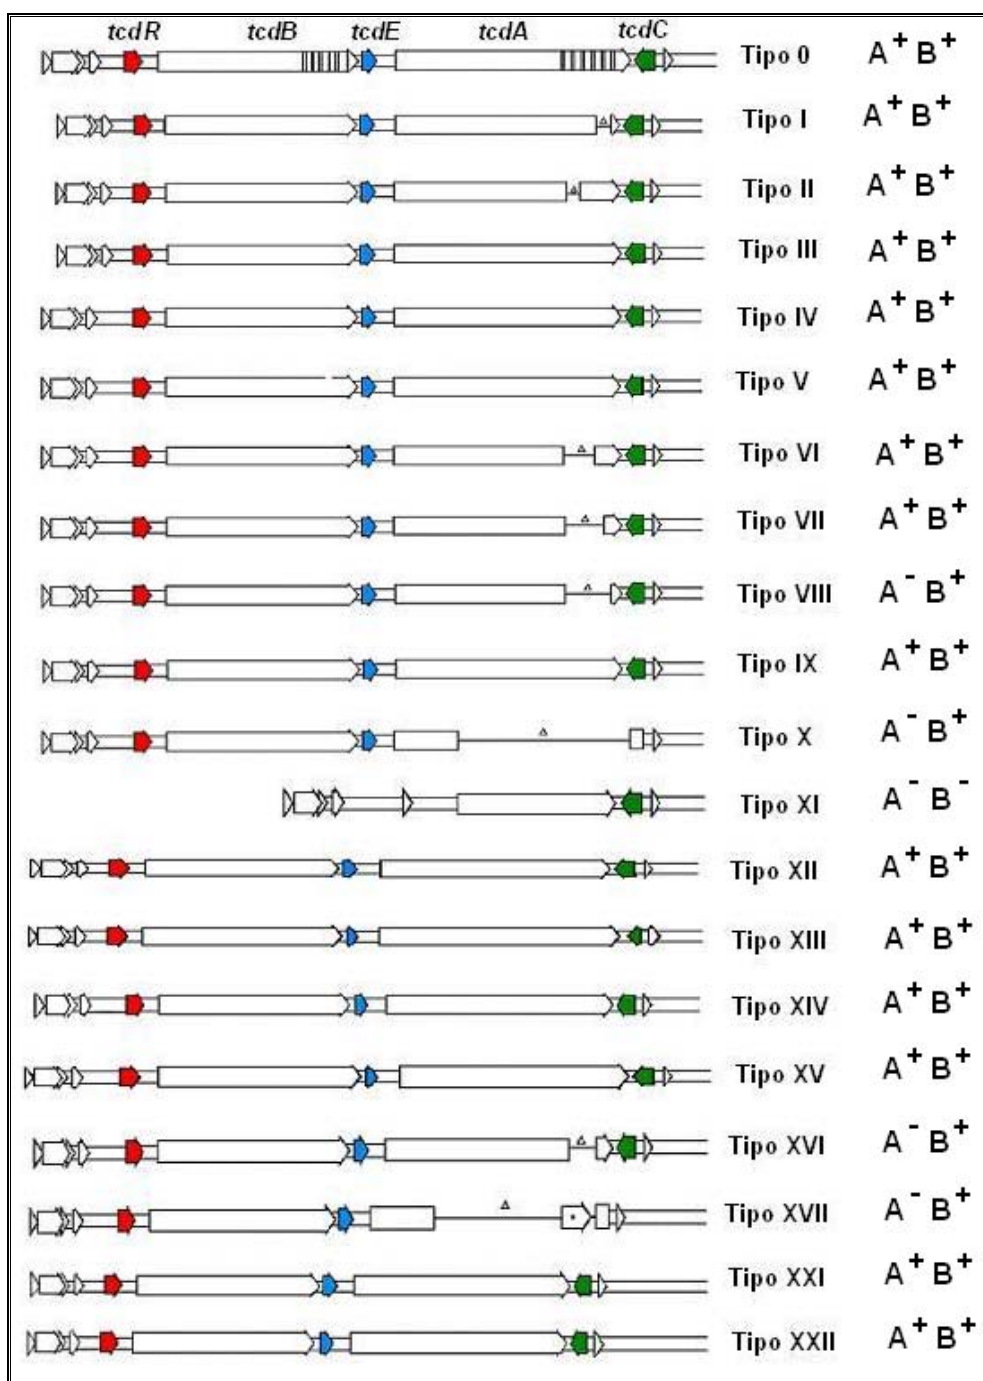 tcdR tcdB tcdE tcdA tcdC
Tipo 0 A+B+
Tipo I A+B+
Tipo II A+B+
Tipo III A+B+
Tipo IV A+B+
Tipo V A+B+
Tipo VI A+B+
Tipo VII A+B+
Tipo VIII A-B+
Tipo IX A+B+
Tipo X A-B+
Tipo XI A-B-
Tipo XII A+B+
Tipo XIII A+B+
Tipo XIV A+B+
Tipo XV A+B+
Tipo XVI A-B+
Tipo XVII A-B+
Tipo XXI A+B+
Tipo XXII A+B+